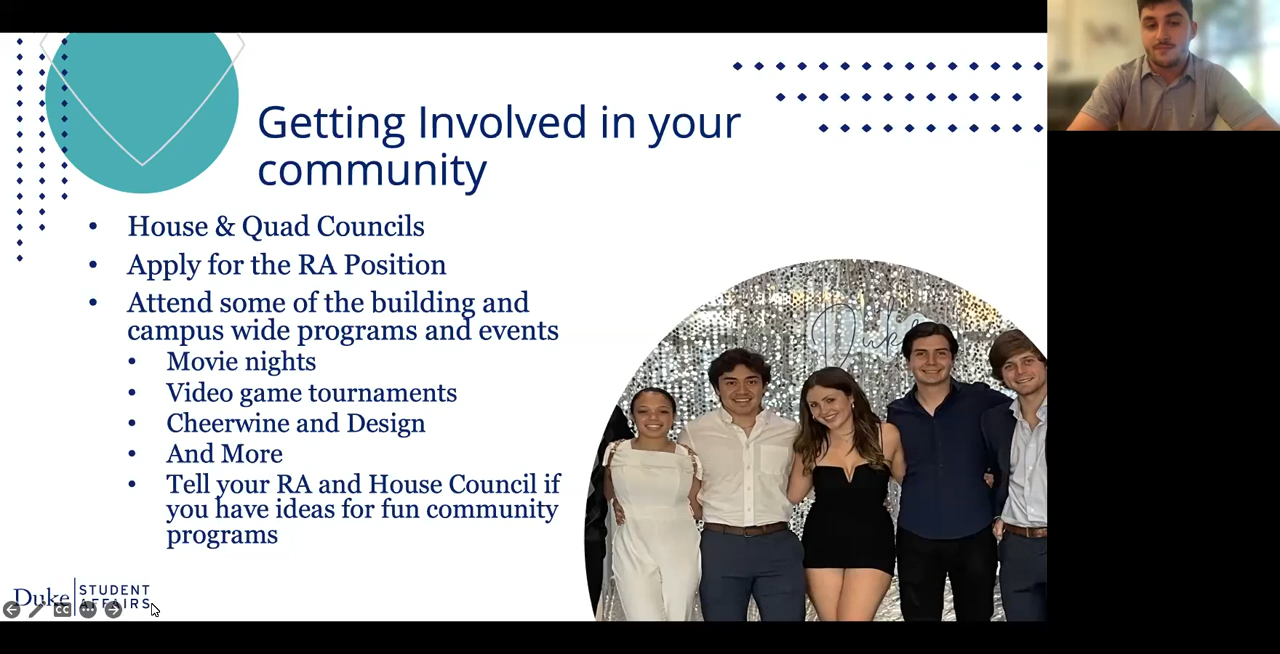 Getting Involved in your
community
• House & Quad Councils
• Apply for the RA Position
• Attend some of the building and
campus wide programs and events
• Movie nights
• Video game tournaments
• Cheerwine and Design
• And More
• Tell your RA and House Council if
you have ideas for fun community
programs
Duke
Duke
STUDENT
AFFAIRS
CC